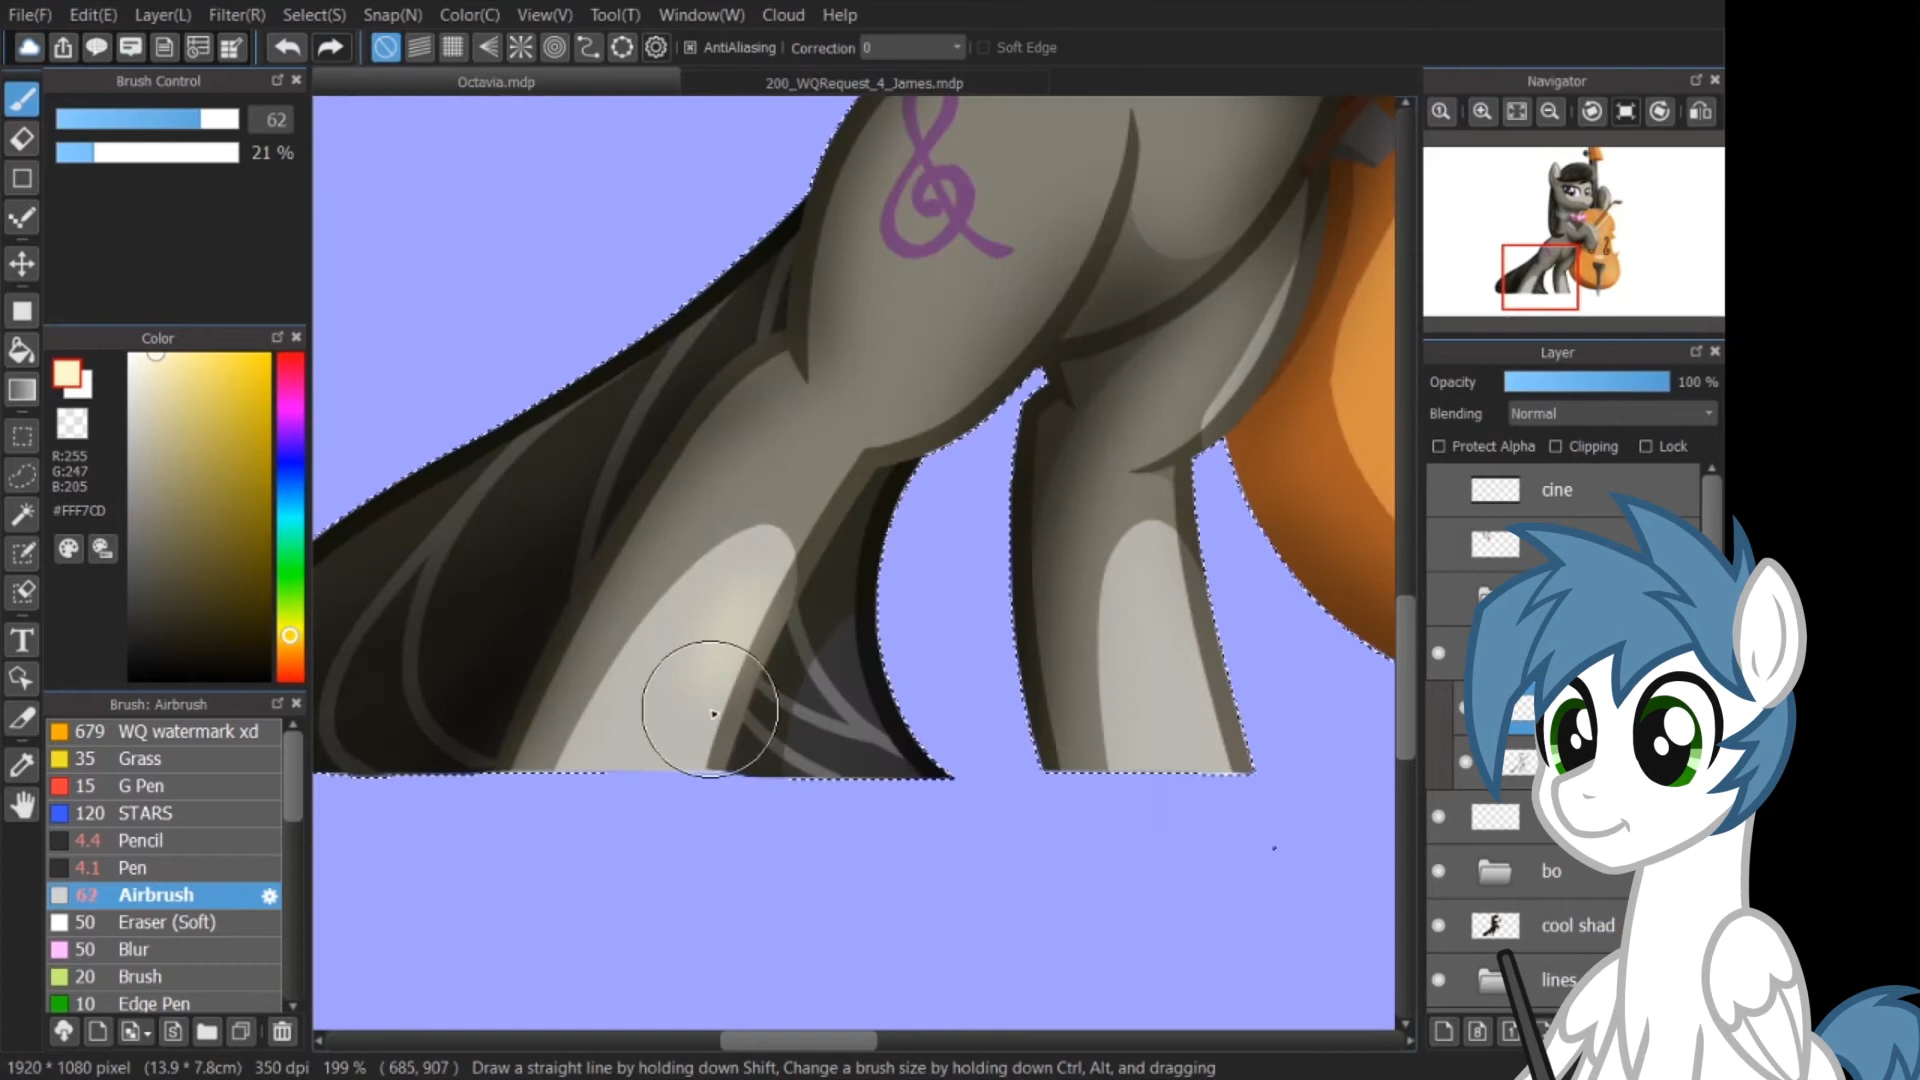 File(F) Edit(E) Layer(L) Filter(R) Select(S) Snap(N) Color(C) View(V) Tool(T) Window(W) Cloud Help
AntiAliasing Correction 0 Soft Edge
Brush Control
62
21 %
Color
R:255
G:247
B:205
#FFF7CD
Brush: Airbrush
679 WQ watermark xd
35 Grass
15 G Pen
120 STARS
4.4 Pencil
4.1 Pen
62 Airbrush
50 Eraser (Soft)
50 Blur
20 Brush
10 Edge Pen
Octavia.mdp
200_WQRequest_4_James.mdp
Navigator
Layer
Opacity 100 %
Blending Normal
Protect Alpha Clipping Lock
cine
bo
cool shad
lines
1920 * 1080 pixel (13.9 * 7.8cm) 350 dpi 199 % ( 685, 907 ) Draw a straight line by holding down Shift, Change a brush size by holding down Ctrl, Alt, and dragging